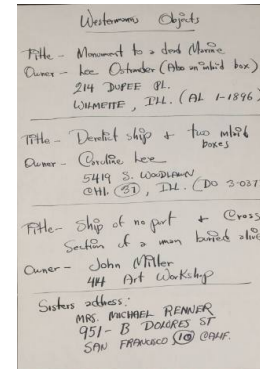 Westermanns Objects
Title - Monument to a dead Marine
Owner - Lee Ostrander (Also an inlaid box)
214 DUPEE PL.
WILMETTE, ILL. (AL 1-1896)
Title - Derelict ship + two inlaid boxes
Owner - Caroline Lee
5419 S. WOODLAWN
CHI. 37, ILL. (DO 3-037
Title - Ship of no port + Cross
Section of a man buried alive
Owner - John Miller
414 Art Workshop
Sisters address:
MRS. MICHAEL RENNER
951-B DOLORES ST
SAN FRANCISCO 10 CALIF.